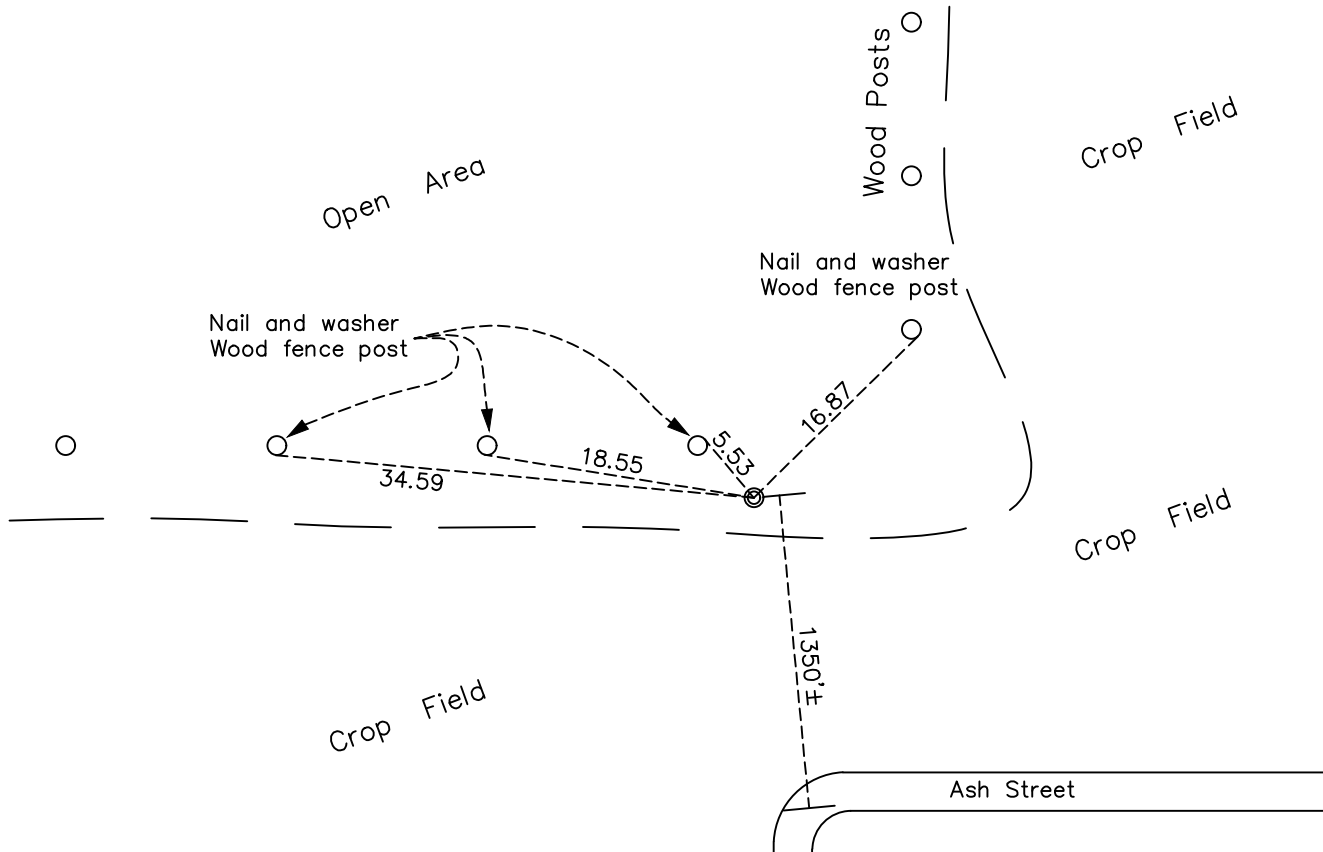 Wood Posts
Crop Field
Open Area
Nail and washer
Wood fence post
Nail and washer
Wood fence post
16.87
5.53
18.55
34.59
Crop Field
1350'±
Crop Field
Ash Street